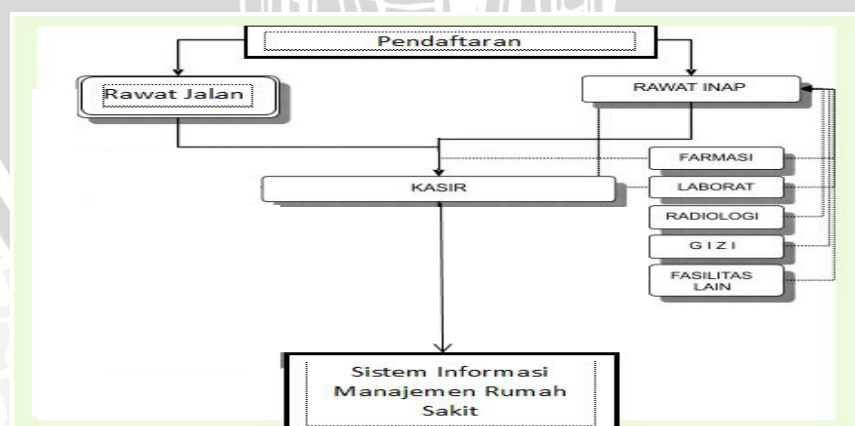 Pendaftaran
Rawat Jalan
RAWAT INAP
FARMASI
KASIR
LABORAT
RADIOLOGI
G I Z I
FASILITAS
LAIN
Sistem Informasi
Manajemen Rumah
Sakit